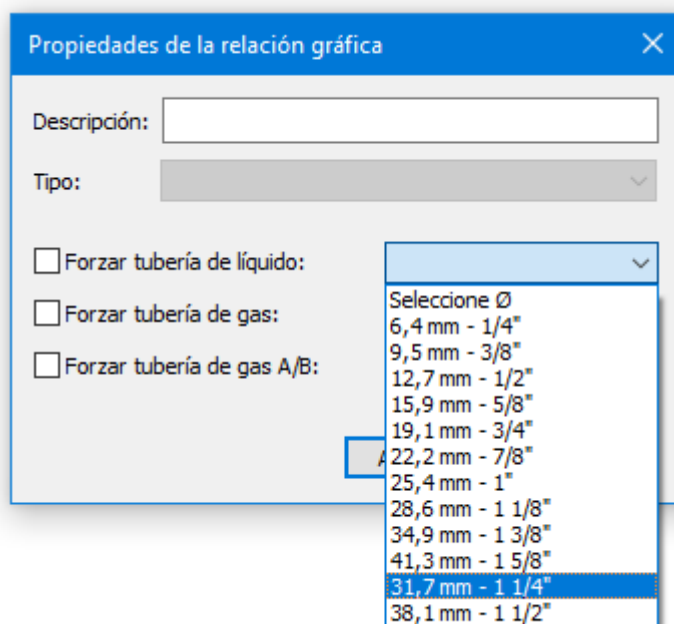 Propiedades de la relación gráfica
Descripción:
Tipo:
Forzar tubería de líquido:
Forzar tubería de gas:
Forzar tubería de gas A/B:
Seleccione Ø
6,4 mm - 1/4"
9,5 mm - 3/8"
12,7 mm - 1/2"
15,9 mm - 5/8"
19,1 mm - 3/4"
22,2 mm - 7/8"
25,4 mm - 1"
28,6 mm - 1 1/8"
34,9 mm - 1 3/8"
41,3 mm - 1 5/8"
31,7 mm - 1 1/4"
38,1 mm - 1 1/2"